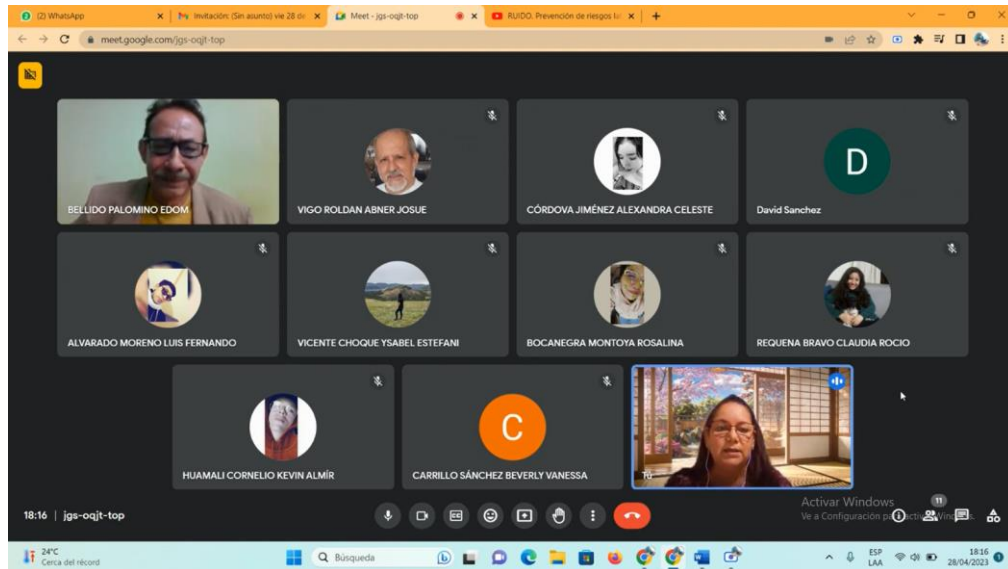 (2) WhatsApp
Invitación: (Sin asunto) vie 28 de
Meet - jgs-oqjt-top
RUIDO. Prevención de riesgos
meet.google.com/jgs-oqjt-top
BELLIDO PALOMINO EDOM
VIGO ROLDAN ABNER JOSUE
CÓRDOVA JIMÉNEZ ALEXANDRA CELESTE
D
David Sanchez
ALVARADO MORENO LUIS FERNANDO
VICENTE CHOQUE YSABEL ESTEFANI
BOCANEGRA MONTOYA ROSALINA
REQUENA BRAVO CLAUDIA ROCIO
HUAMALI CORNELIO KEVIN ALMÍR
C
CARRILLO SÁNCHEZ BEVERLY VANESSA
Tú
Activar Windows
Ve a Configuración
11
18:16 | jgs-oqjt-top
24°C
Cerca del récord
Búsqueda
ESP
LAA
18:16
28/04/2023